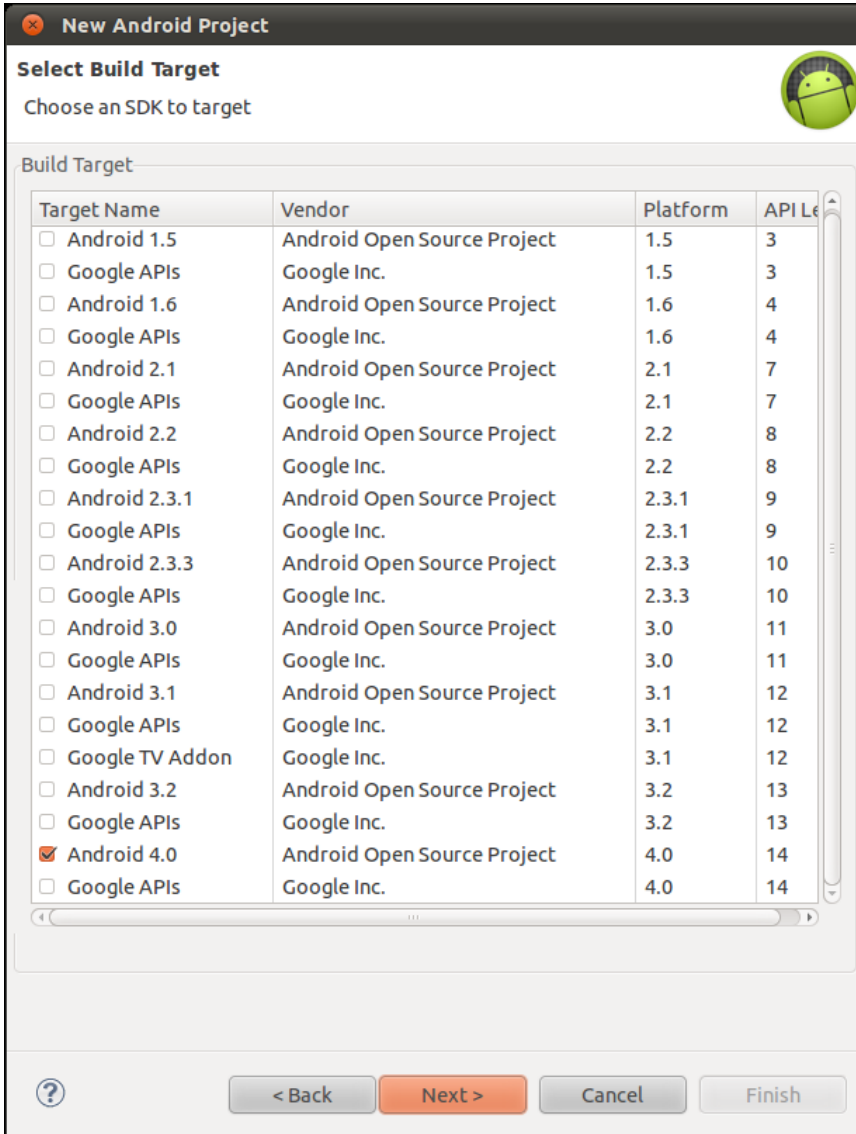 New Android Project
Select Build Target
Choose an SDK to target
Build Target
Target Name Vendor Platform API Le
Android 1.5 Android Open Source Project 1.5 3
Google APIs Google Inc. 1.5 3
Android 1.6 Android Open Source Project 1.6 4
Google APIs Google Inc. 1.6 4
Android 2.1 Android Open Source Project 2.1 7
Google APIs Google Inc. 2.1 7
Android 2.2 Android Open Source Project 2.2 8
Google APIs Google Inc. 2.2 8
Android 2.3.1 Android Open Source Project 2.3.1 9
Google APIs Google Inc. 2.3.1 9
Android 2.3.3 Android Open Source Project 2.3.3 10
Google APIs Google Inc. 2.3.3 10
Android 3.0 Android Open Source Project 3.0 11
Google APIs Google Inc. 3.0 11
Android 3.1 Android Open Source Project 3.1 12
Google APIs Google Inc. 3.1 12
Google TV Addon Google Inc. 3.1 12
Android 3.2 Android Open Source Project 3.2 13
Google APIs Google Inc. 3.2 13
Android 4.0 Android Open Source Project 4.0 14
Google APIs Google Inc. 4.0 14
? < Back Next > Cancel Finish